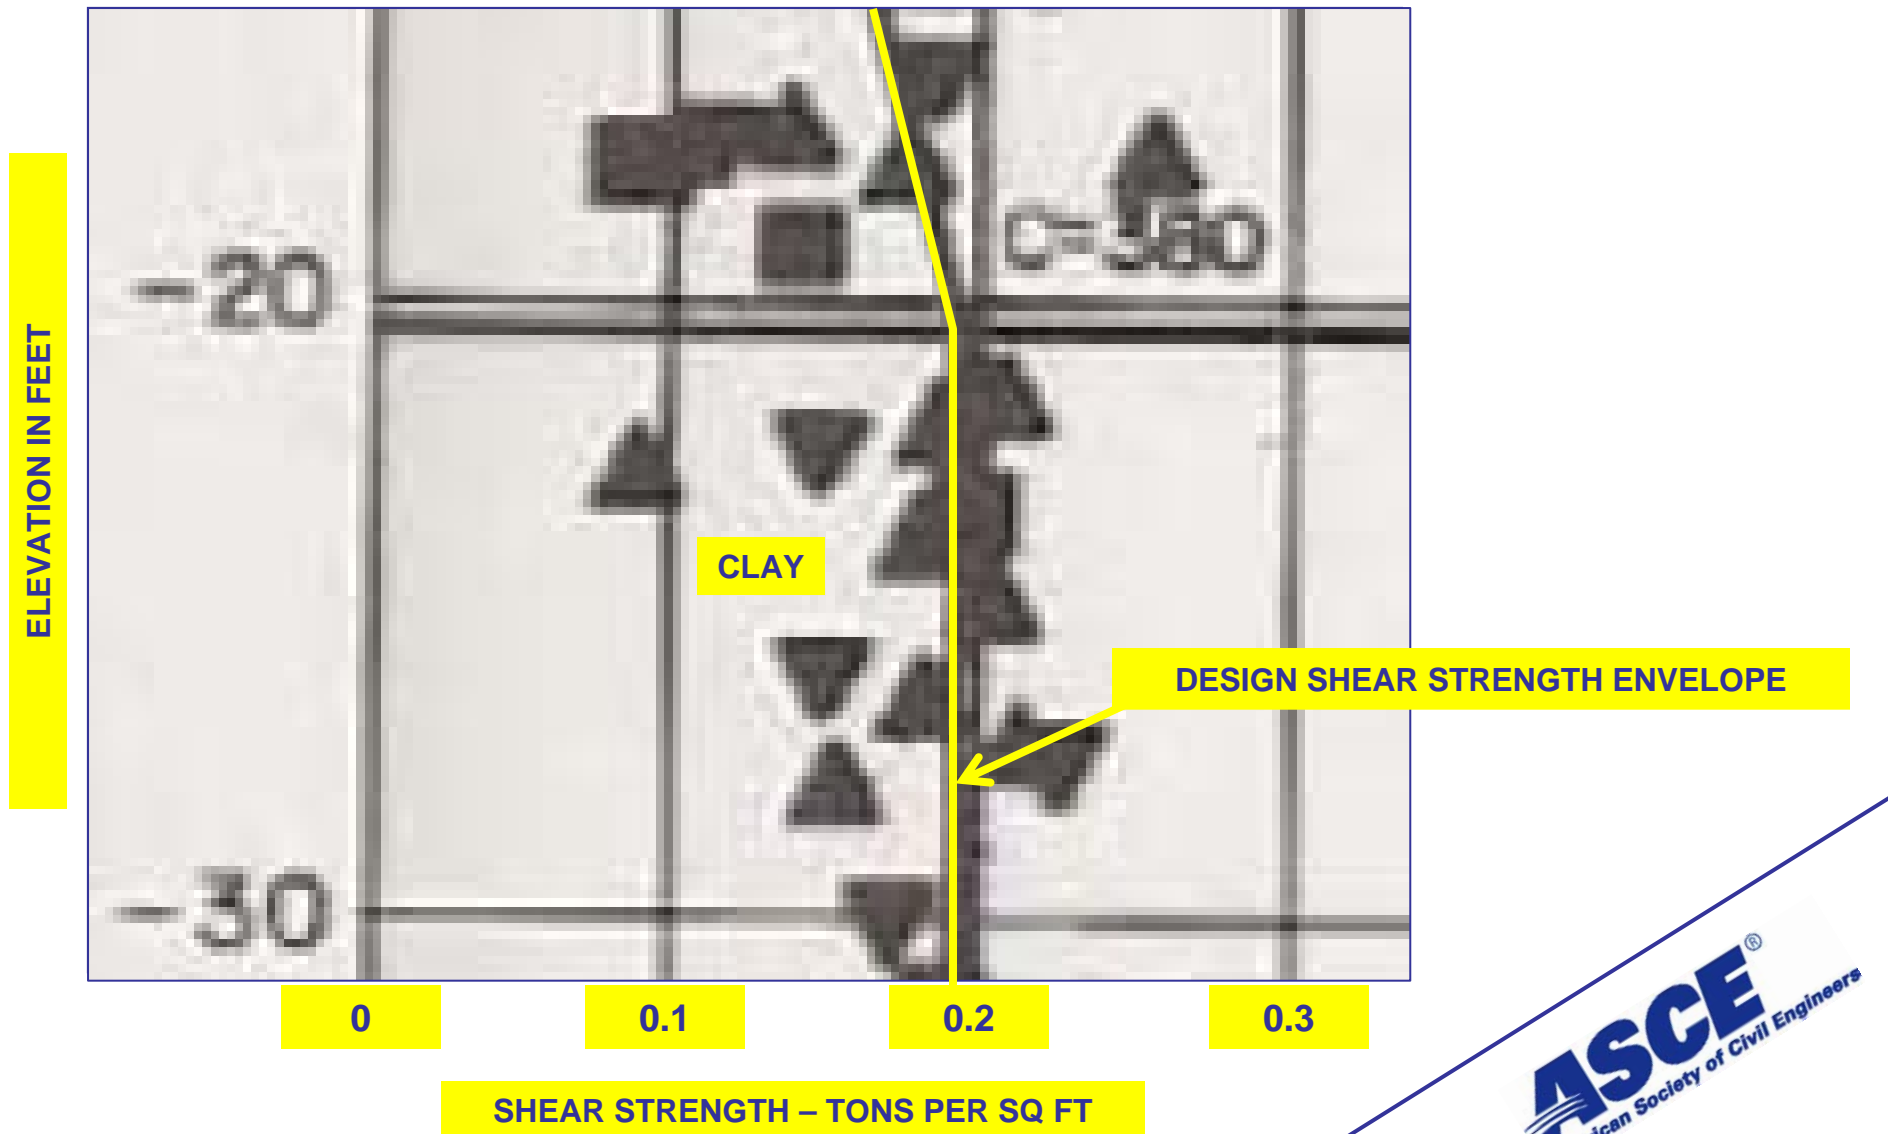 C=380
−20
ELEVATION IN FEET
CLAY
DESIGN SHEAR STRENGTH ENVELOPE
−30
0 0.1 0.2 0.3
SHEAR STRENGTH – TONS PER SQ FT
ASCE®
Society of Civil Engineers